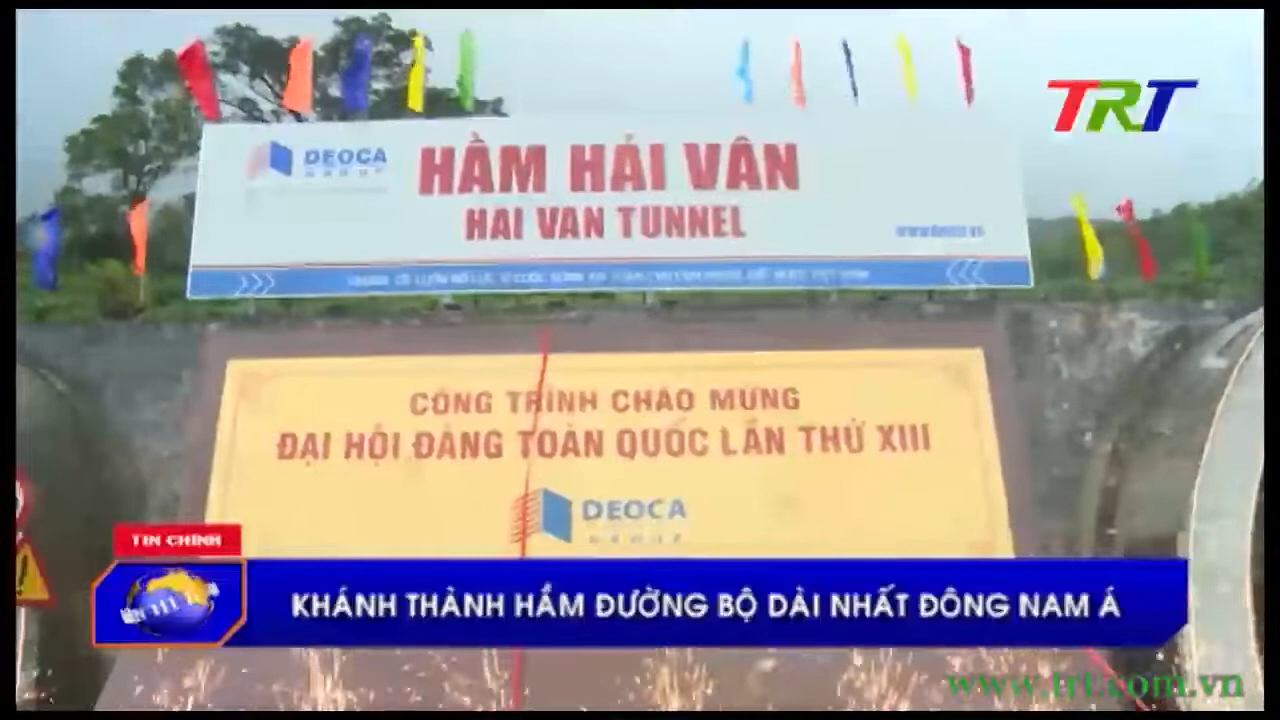 TRT
DEOCA
GROUP
HẦM HẢI VÂN
HAI VAN TUNNEL
CÔNG TRÌNH CHÀO MỪNG
ĐẠI HỘI ĐẢNG TOÀN QUỐC LẦN THỨ XIII
DEOCA
GROUP
TIN CHÍNH
KHÁNH THÀNH HẦM ĐƯỜNG BỘ DÀI NHẤT ĐÔNG NAM Á
www.trt.com.vn